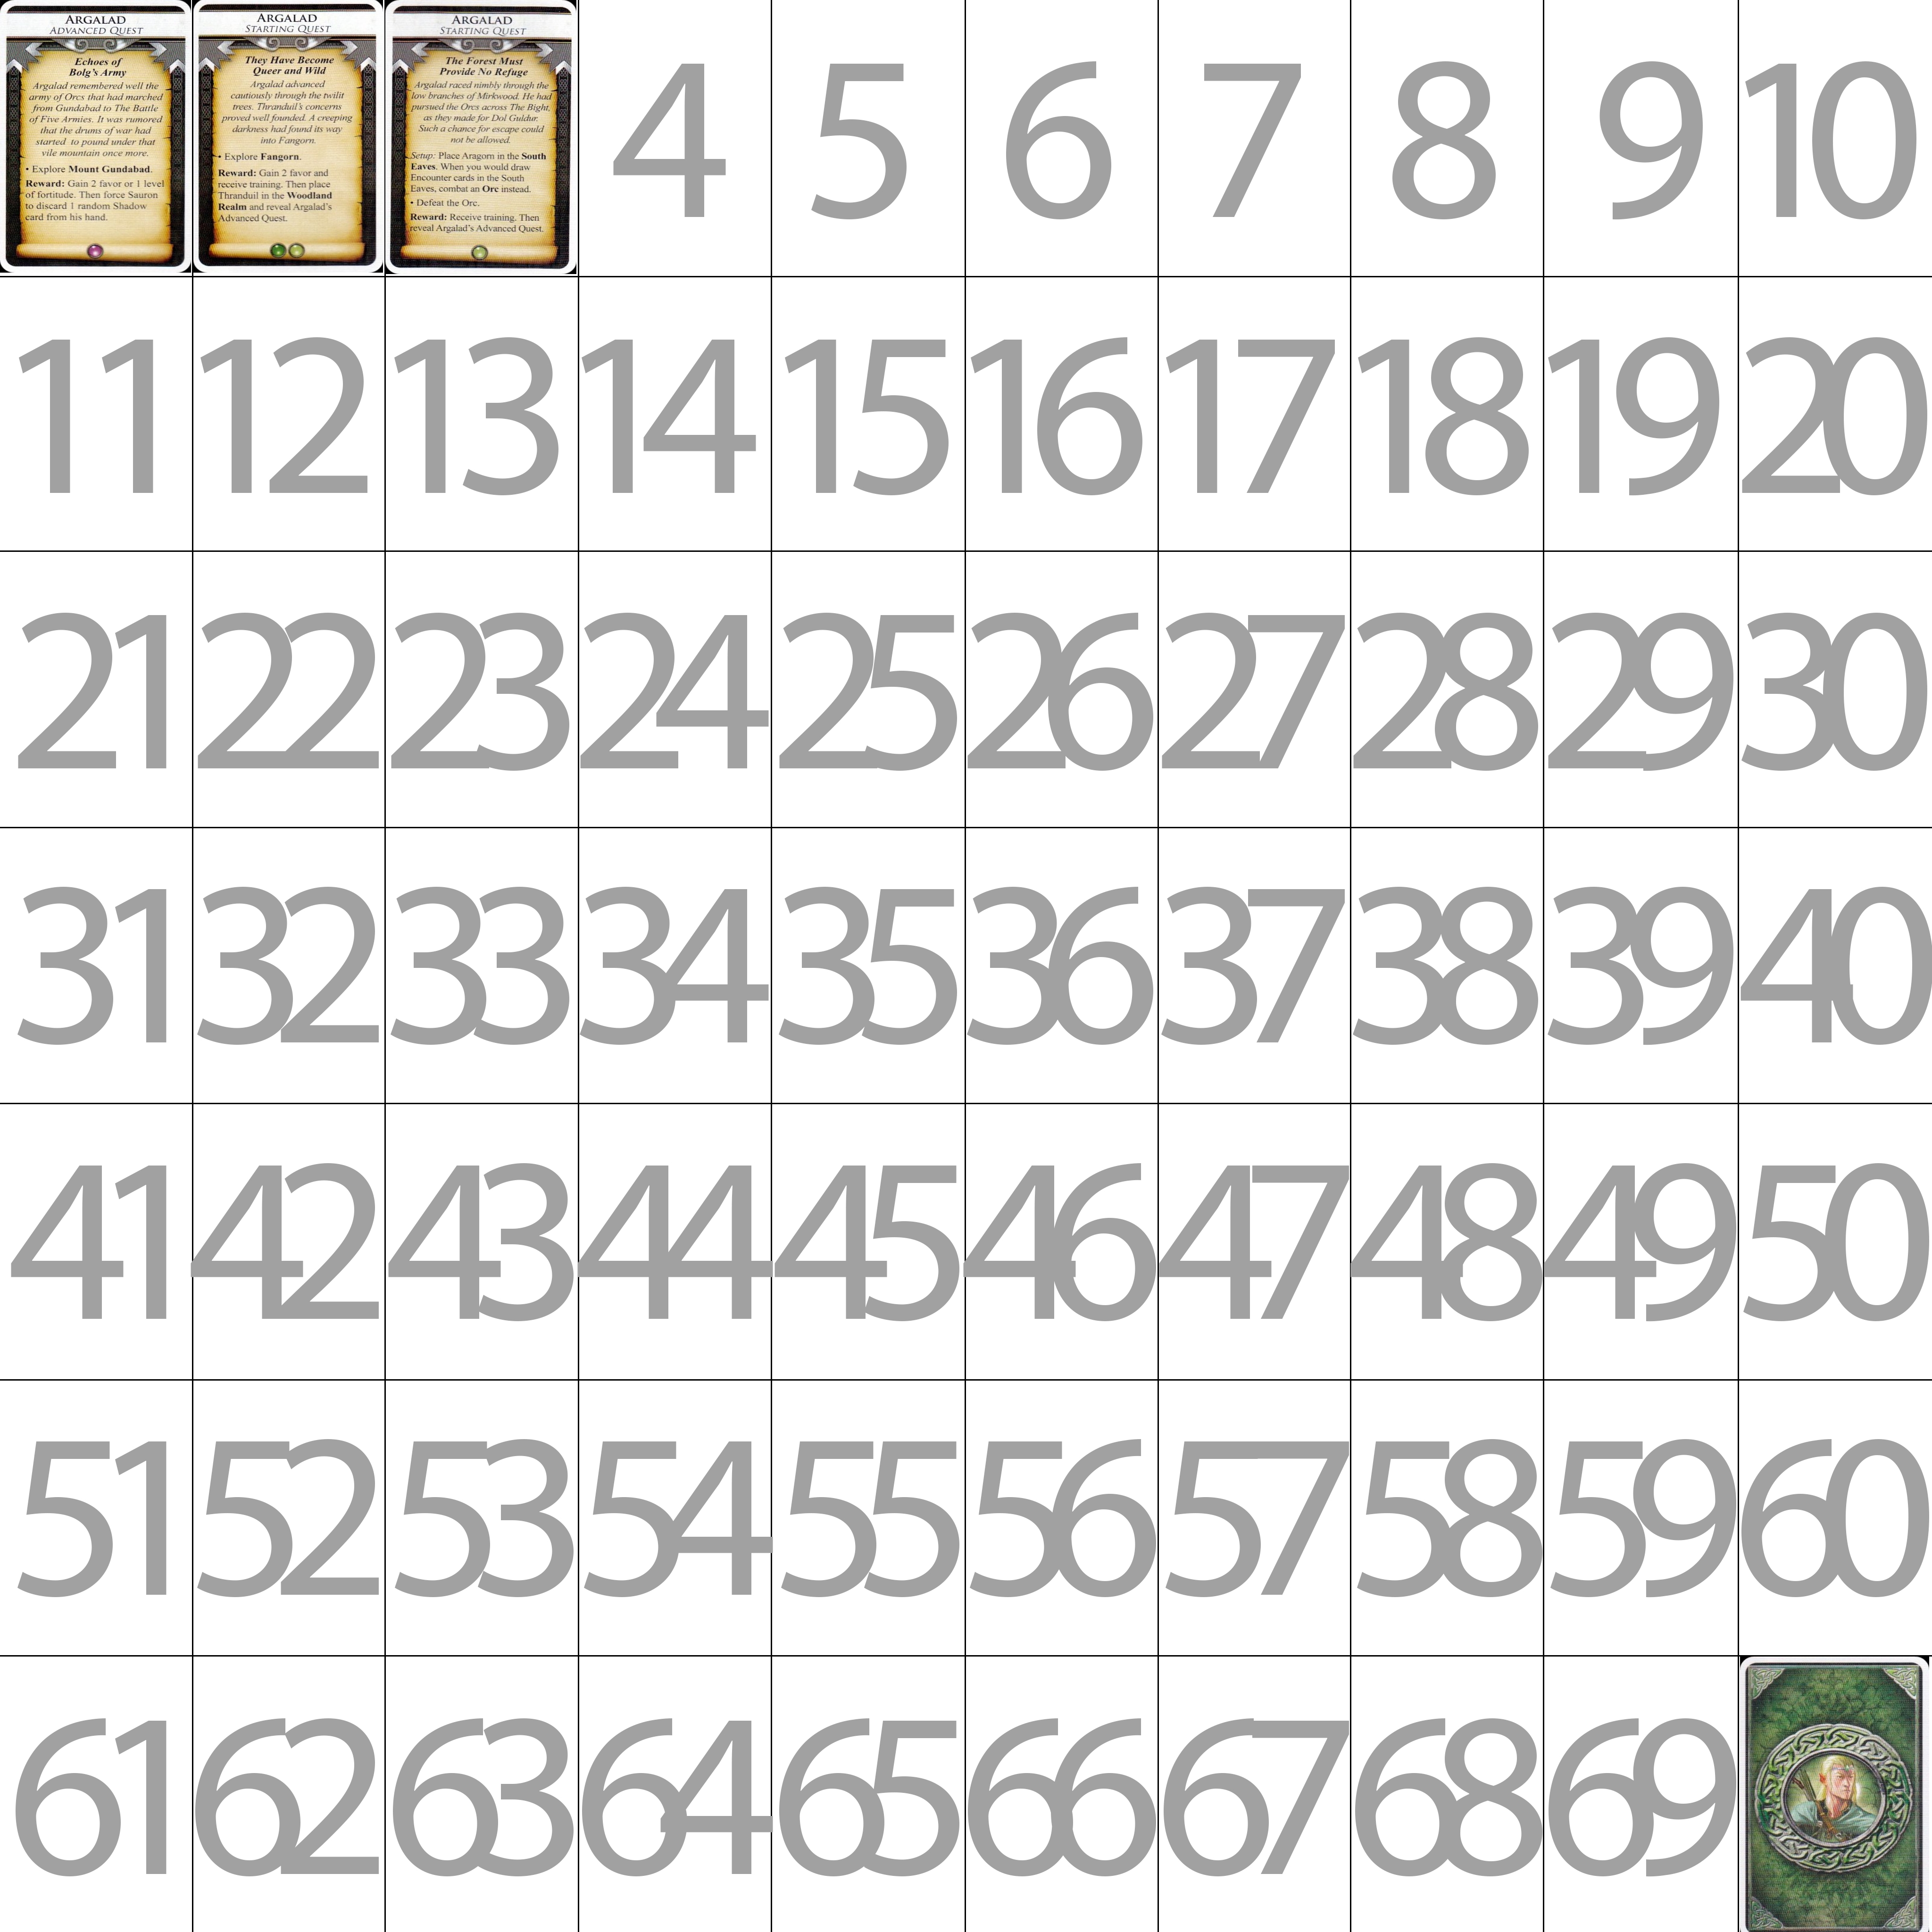 ARGALAD
ADVANCED QUEST
Echoes of
Bolg's Army
Argalad remembered well the
army of Orcs that had marched
from Gundabad to The Battle
of Five Armies. It was rumored
that the drums of war had
started to pound under that
vile mountain once more.
• Explore Mount Gundabad.
Reward: Gain 2 favor or 1 level
of fortitude. Then force Sauron
to discard 1 random Shadow
card from his hand.
ARGALAD
STARTING QUEST
They Have Become
Queer and Wild
Argalad advanced
cautiously through the twilit
trees. Thranduil's concerns
proved well founded. A creeping
darkness had found its way
into Fangorn.
• Explore Fangorn.
Reward: Gain 2 favor and
receive training. Then place
Thranduil in the Woodland
Realm and reveal Argalad's
Advanced Quest.
ARGALAD
STARTING QUEST
The Forest Must
Provide No Refuge
Argalad raced nimbly through the
low branches of Mirkwood. He had
pursued the Orcs across The Bight,
as they made for Dol Guldur.
Such a chance for escape could
not be allowed.
Setup: Place Aragorn in the South
Eaves. When you would draw
Encounter cards in the South
Eaves, combat an Orc instead.
• Defeat the Orc.
Reward: Receive training. Then
reveal Argalad's Advanced Quest.
4 5 6 7 8 9 10
11 12 13 14 15 16 17 18 19 20
21 22 23 24 25 26 27 28 29 30
31 32 33 34 35 36 37 38 39 40
41 42 43 44 45 46 47 48 49 50
51 52 53 54 55 56 57 58 59 60
61 62 63 64 65 66 67 68 69